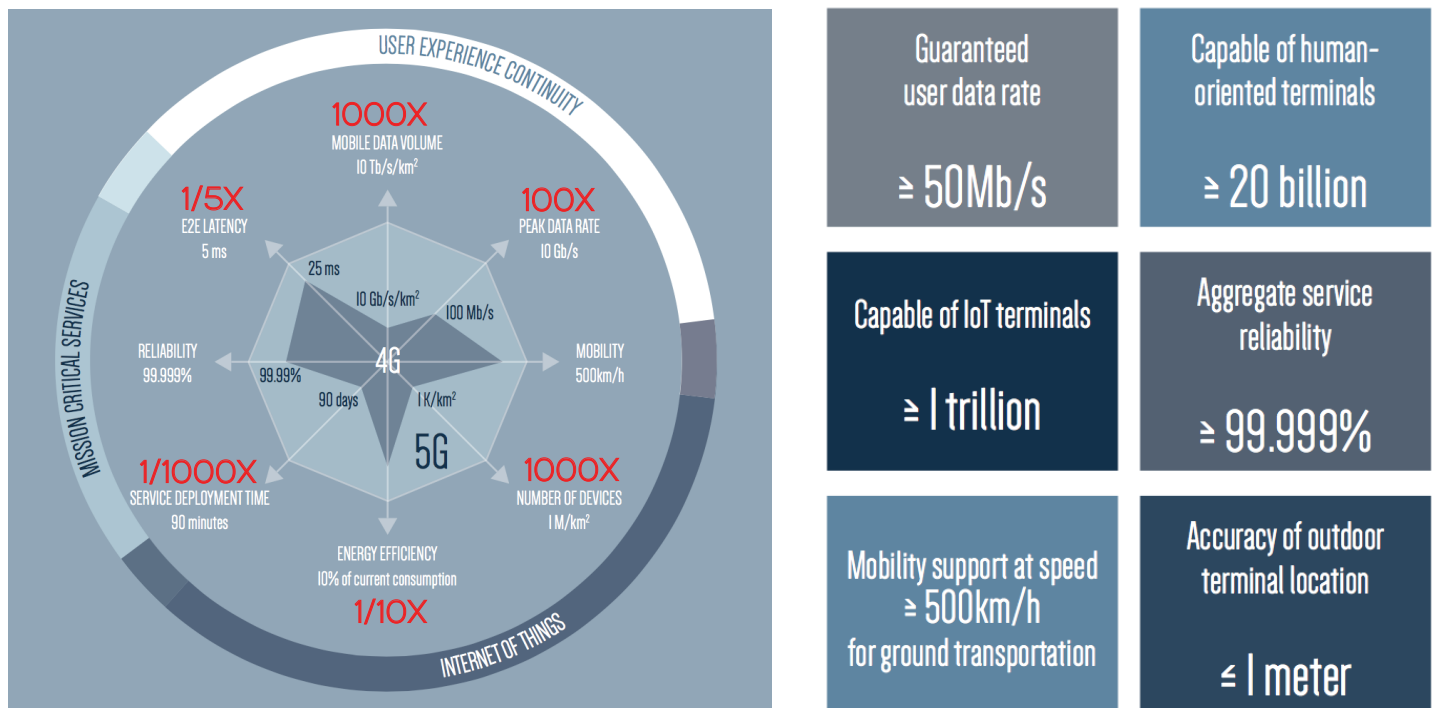 USER EXPERIENCE CONTINUITY
1000X
MOBILE DATA VOLUME
10 Tb/s/km²
1/5X
E2E LATENCY
5 ms
100X
PEAK DATA RATE
10 Gb/s
25 ms
10 Gb/s/km²
100 Mb/s
MISSION CRITICAL SERVICES
RELIABILITY
99.999%
99.99%
4G
MOBILITY
500km/h
90 days
1 K/km²
5G
1/1000X
SERVICE DEPLOYMENT TIME
90 minutes
1000X
NUMBER OF DEVICES
1 M/km²
ENERGY EFFICIENCY
10% of current consumption
1/10X
INTERNET OF THINGS
Guaranteed
user data rate
≥ 50Mb/s
Capable of human-
oriented terminals
≥ 20 billion
Capable of IoT terminals
≥ 1 trillion
Aggregate service
reliability
≥ 99.999%
Mobility support at speed
≥ 500km/h
for ground transportation
Accuracy of outdoor
terminal location
≤ 1 meter